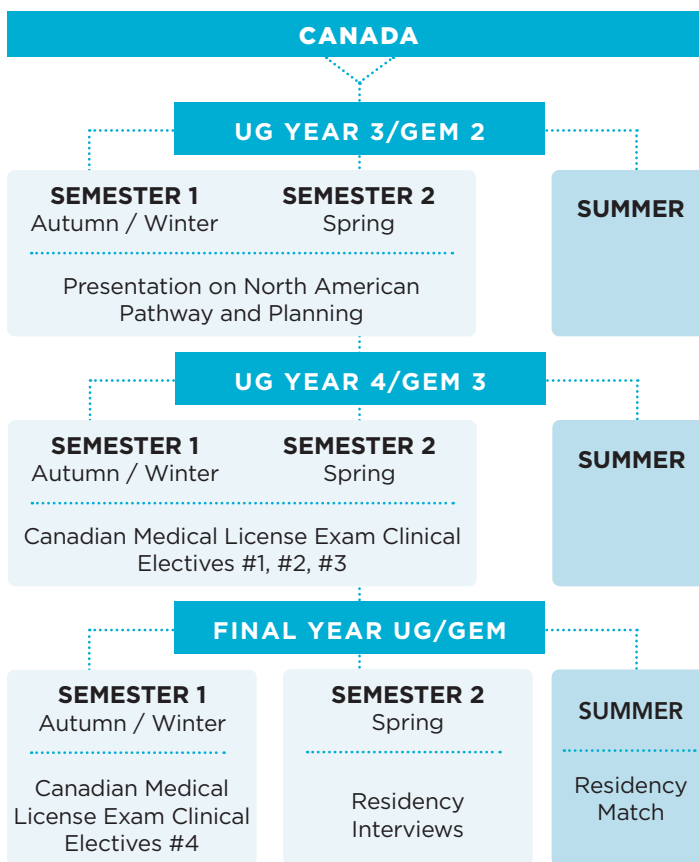 CANADA
UG YEAR 3/GEM 2
SEMESTER 1
Autumn / Winter
SEMESTER 2
Spring
Presentation on North American
Pathway and Planning
SUMMER
UG YEAR 4/GEM 3
SEMESTER 1
Autumn / Winter
SEMESTER 2
Spring
Canadian Medical License Exam Clinical
Electives #1, #2, #3
SUMMER
FINAL YEAR UG/GEM
SEMESTER 1
Autumn / Winter
Canadian Medical
License Exam Clinical
Electives #4
SEMESTER 2
Spring
Residency
Interviews
SUMMER
Residency
Match